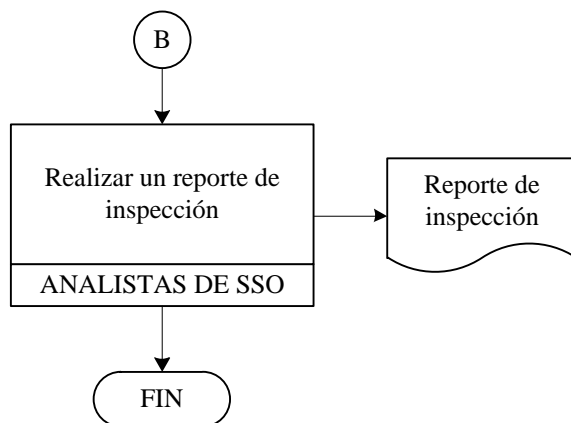 B
Realizar un reporte de
inspección
ANALISTAS DE SSO
Reporte de
inspección
FIN